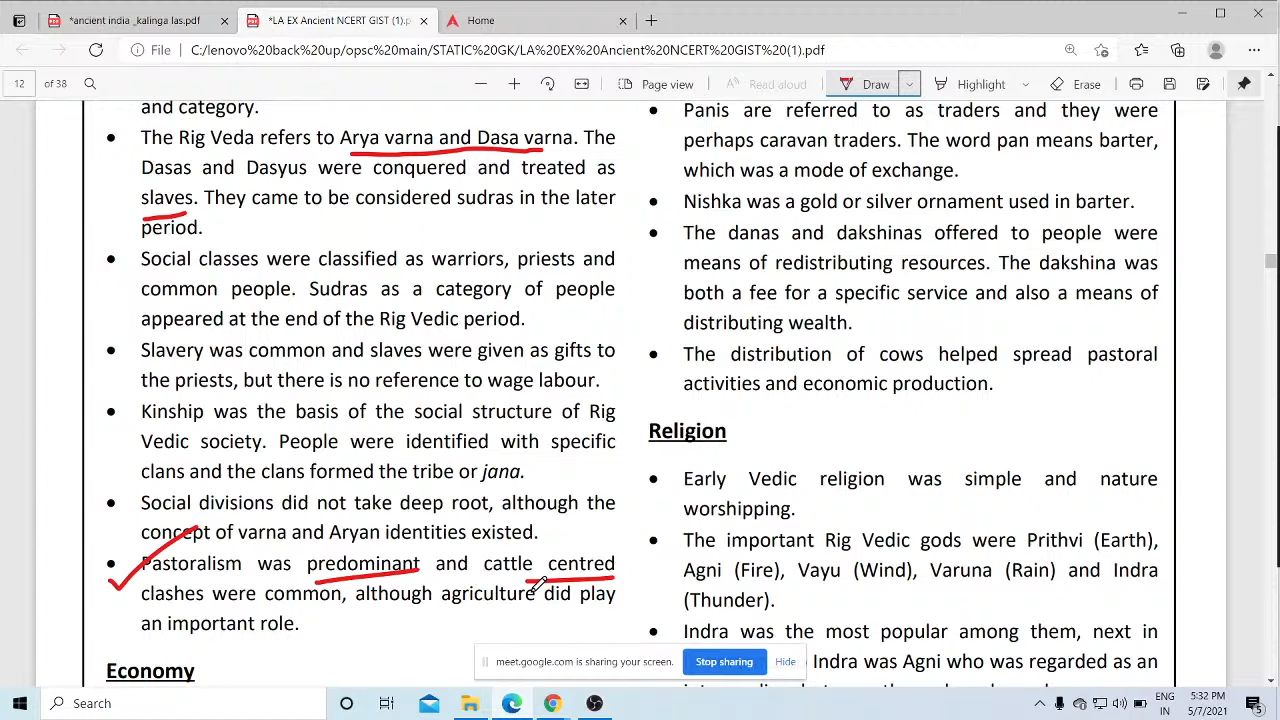 *ancient india _kalinga las.pdf
*LA EX Ancient NCERT GIST (1).p
Home
File
C:/lenovo%20back%20up/opsc%20main/STATIC%20GK/LA%20EX%20Ancient%20NCERT%20GIST%20(1).pdf
12 of 38
Page view
Read aloud
Draw
Highlight
Erase
and category.
• The Rig Veda refers to Arya varna and Dasa varna. The
Dasas and Dasyus were conquered and treated as
slaves. They came to be considered sudras in the later
period.
• Social classes were classified as warriors, priests and
common people. Sudras as a category of people
appeared at the end of the Rig Vedic period.
• Slavery was common and slaves were given as gifts to
the priests, but there is no reference to wage labour.
• Kinship was the basis of the social structure of Rig
Vedic society. People were identified with specific
clans and the clans formed the tribe or jana.
• Social divisions did not take deep root, although the
concept of varna and Aryan identities existed.
• Pastoralism was predominant and cattle centred
clashes were common, although agriculture did play
an important role.
Economy
• Panis are referred to as traders and they were
perhaps caravan traders. The word pan means barter,
which was a mode of exchange.
• Nishka was a gold or silver ornament used in barter.
• The danas and dakshinas offered to people were
means of redistributing resources. The dakshina was
both a fee for a specific service and also a means of
distributing wealth.
• The distribution of cows helped spread pastoral
activities and economic production.
Religion
• Early Vedic religion was simple and nature
worshipping.
• The important Rig Vedic gods were Prithvi (Earth),
Agni (Fire), Vayu (Wind), Varuna (Rain) and Indra
(Thunder).
• Indra was the most popular among them, next in
Indra was Agni who was regarded as an
meet.google.com is sharing your screen.
Stop sharing
Hide
Search
ENG
IN
5:32 PM
5/7/2021
5